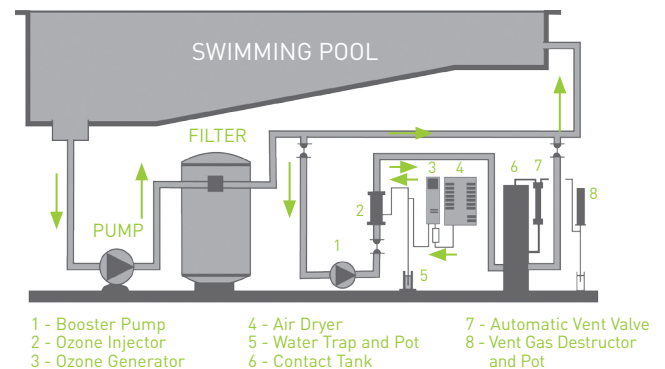 SWIMMING POOL
FILTER
PUMP
1
2
3
4
5
6
7
8
1 - Booster Pump
2 - Ozone Injector
3 - Ozone Generator
4 - Air Dryer
5 - Water Trap and Pot
6 - Contact Tank
7 - Automatic Vent Valve
8 - Vent Gas Destructor
and Pot